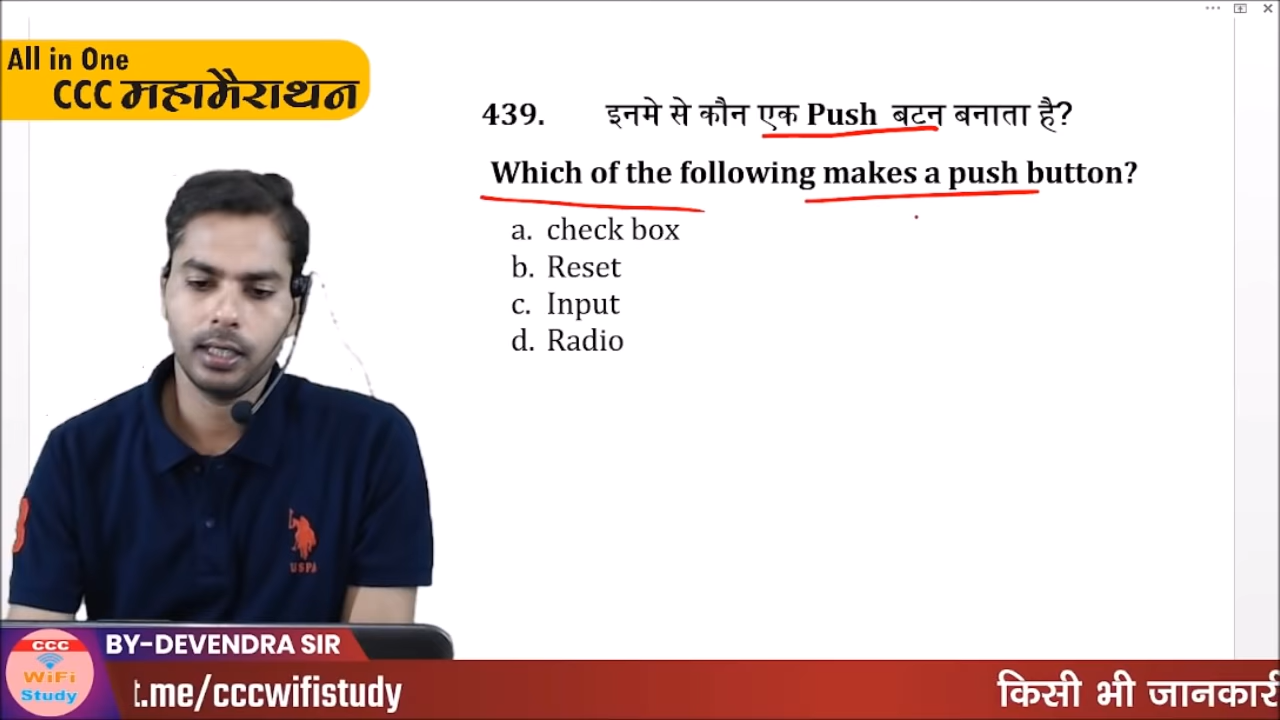 All in One
CCC महामैराथन
439. इनमे से कौन एक Push बटन बनाता है?
Which of the following makes a push button?
a. check box
b. Reset
c. Input
d. Radio
USPA
BY-DEVENDRA SIR
CCC
WiFi
Study
t.me/cccwifistudy
किसी भी जानकारी